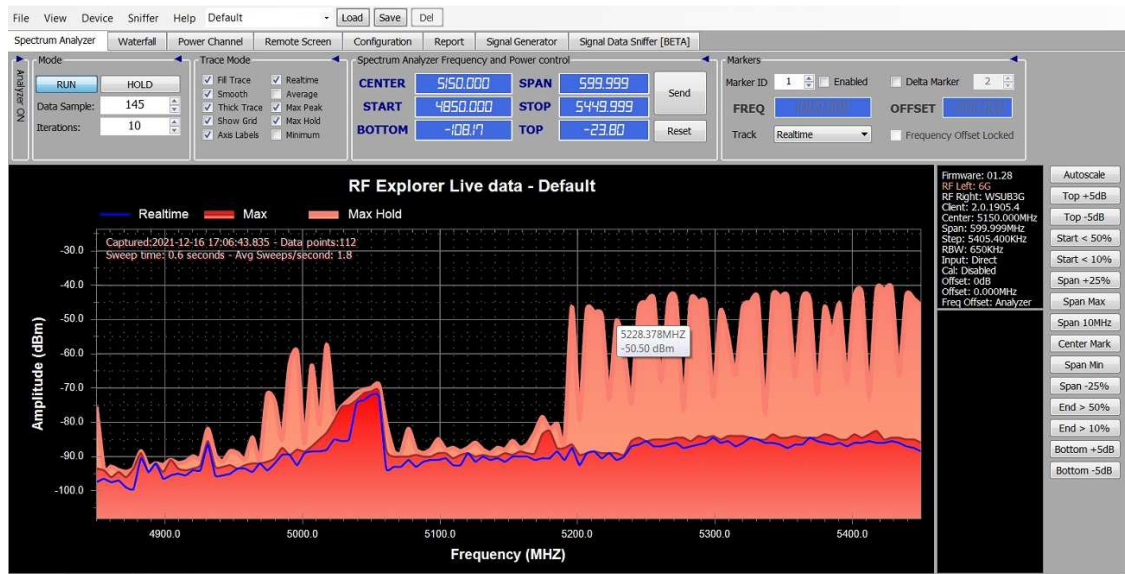 File View Device Sniffer Help Default Load Save Del
Spectrum Analyzer Waterfall Power Channel Remote Screen Configuration Report Signal Generator Signal Data Sniffer [BETA]
Analyzer ON
Mode
RUN HOLD
Data Sample: 145
Iterations: 10
Trace Mode
Fill Trace Realtime
Smooth Average
Thick Trace Max Peak
Show Grid Max Hold
Axis Labels Minimum
Spectrum Analyzer Frequency and Power control
CENTER 5150.000 SPAN 599.999
START 4850.000 STOP 5449.999
BOTTOM -108.17 TOP -23.80
Send
Reset
Markers
Marker ID 1 Enabled Delta Marker 2
FREQ OFFSET
Track Realtime Frequency Offset Locked
RF Explorer Live data - Default
Realtime Max Max Hold
Captured:2021-12-16 17:06:43.835 - Data points:112
Sweep time: 0.6 seconds - Avg Sweeps/second: 1.8
Amplitude (dBm)
-30.0
-40.0
-50.0
-60.0
-70.0
-80.0
-90.0
-100.0
5228.378MHZ
-50.50 dBm
4900.0 5000.0 5100.0 5200.0 5300.0 5400.0
Frequency (MHZ)
Firmware: 01.28
RF Left: 6G
RF Right: WSUB3G
Client: 2.0.1905.4
Center: 5150.000MHz
Span: 599.999MHz
Step: 5405.400KHz
RBW: 650KHz
Input: Direct
Cal: Disabled
Offset: 0dB
Offset: 0.000MHz
Freq Offset: Analyzer
Autoscale
Top +5dB
Top -5dB
Start < 50%
Start < 10%
Span +25%
Span Max
Span 10MHz
Center Mark
Span Min
Span -25%
End > 50%
End > 10%
Bottom +5dB
Bottom -5dB